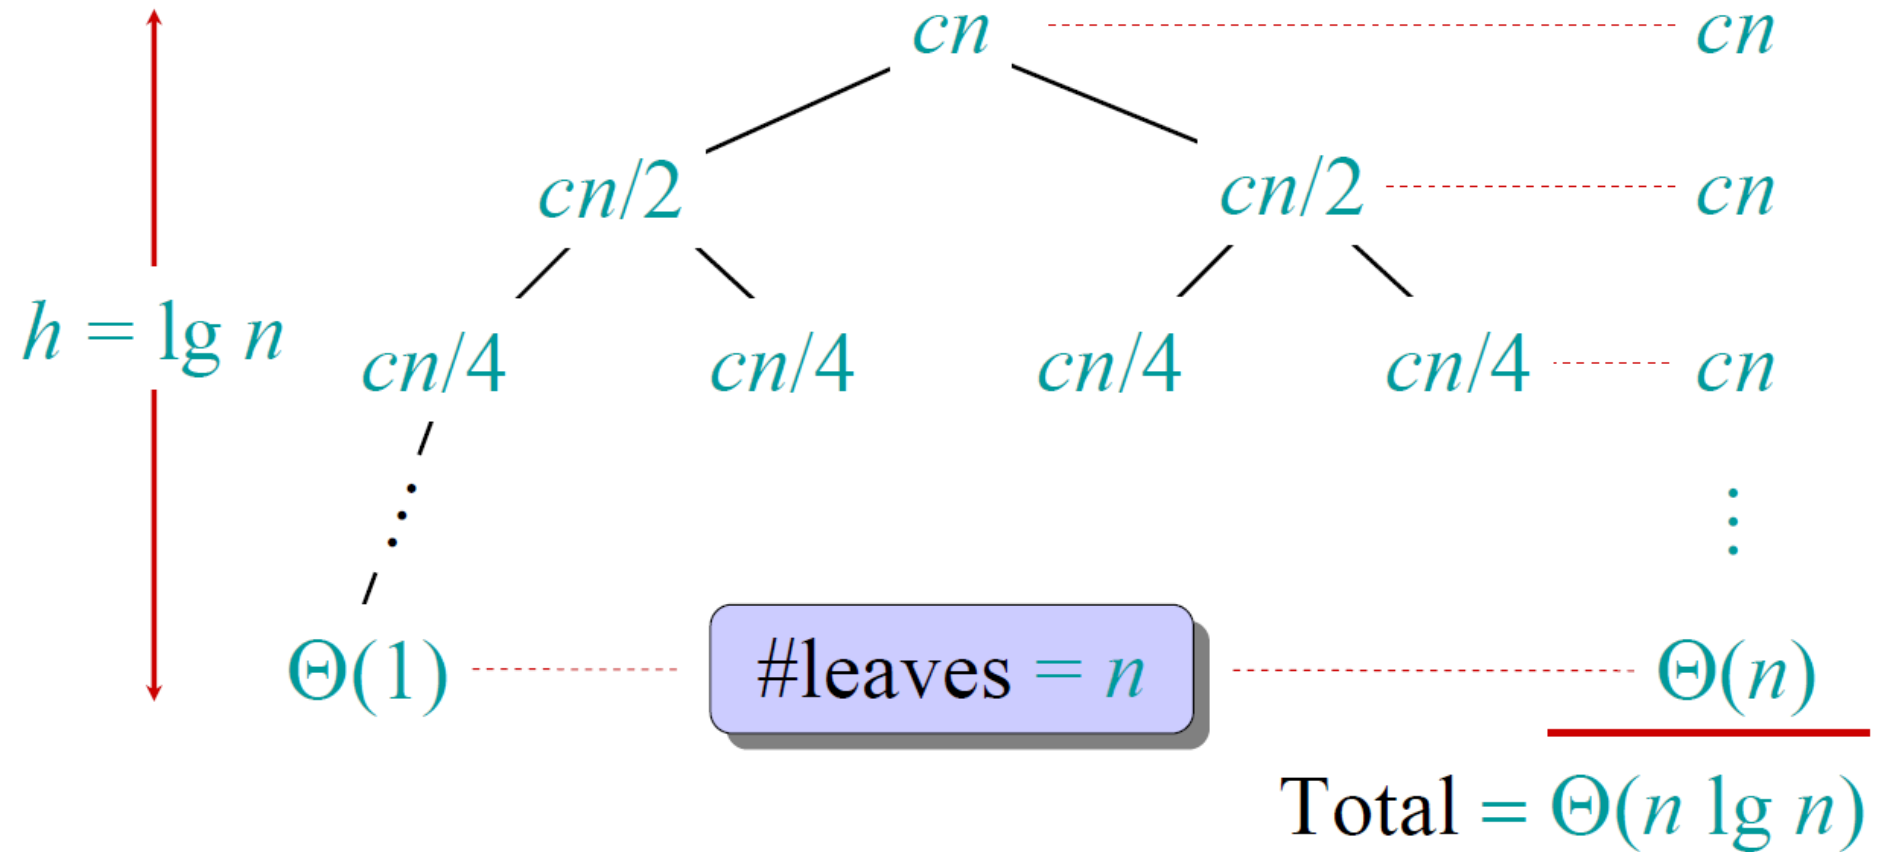 cn cn
cn/2 cn/2 cn
h = lg n cn/4 cn/4 cn/4 cn/4 cn
Θ(1) #leaves = n Θ(n)
Total = Θ(n lg n)